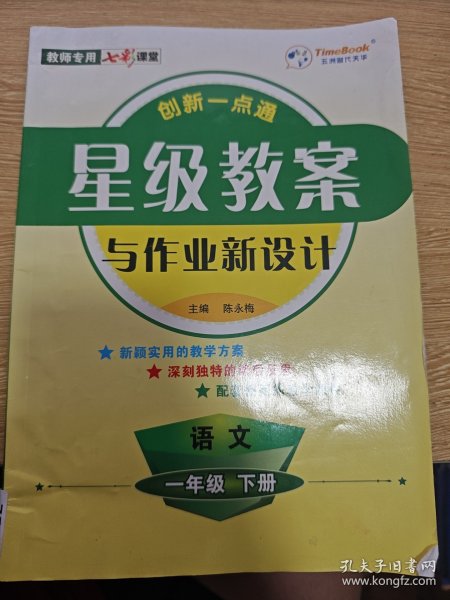 教师专用 七彩课堂
TimeBook
五洲时代天华
创新一点通
星级教案
与作业新设计
主编 陈永梅
★新颖实用的教学方案
★深刻独特的
★配
语文
一年级 下册
孔夫子旧书网
www.kongfz.com